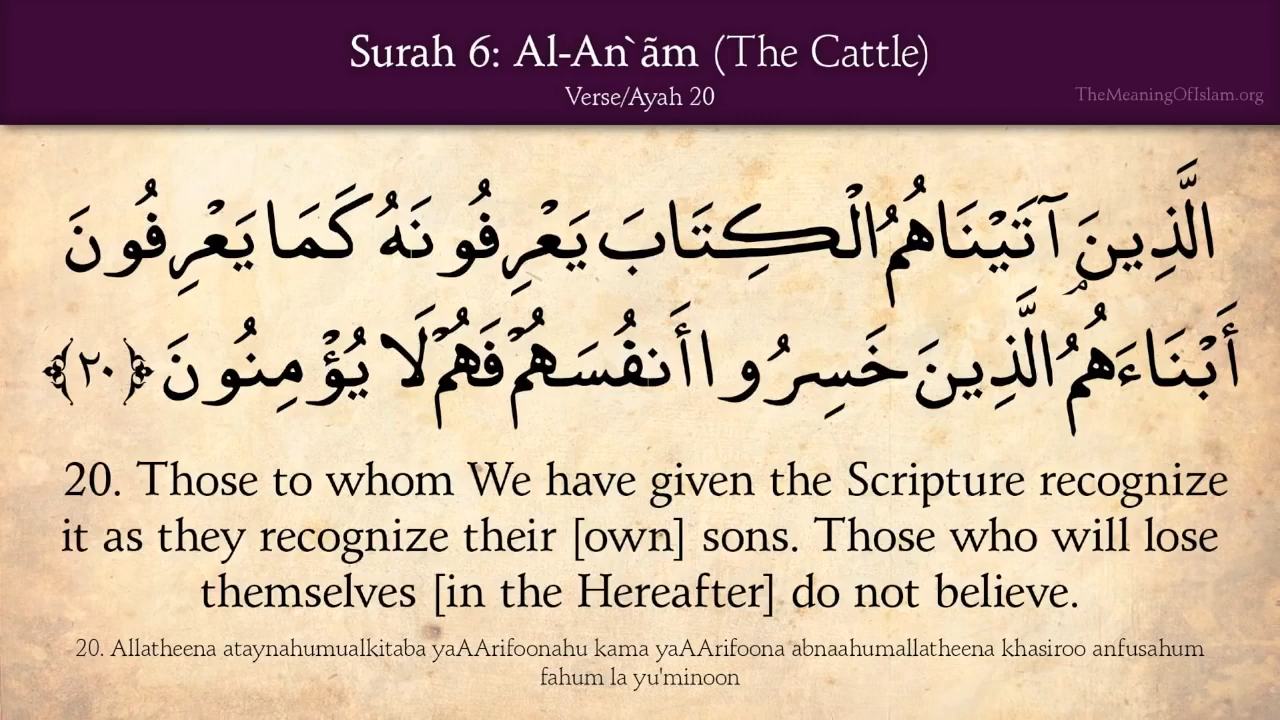 Surah 6: Al-An`ãm (The Cattle)
Verse/Ayah 20
TheMeaningOfIslam.org
الَّذِينَ آتَيْنَاهُمُ الْكِتَابَ يَعْرِفُونَهُ كَمَا يَعْرِفُونَ
أَبْنَاءَهُمُ الَّذِينَ خَسِرُوا أَنفُسَهُمْ فَهُمْ لَا يُؤْمِنُونَ ﴿٢٠﴾
20. Those to whom We have given the Scripture recognize
it as they recognize their [own] sons. Those who will lose
themselves [in the Hereafter] do not believe.
20. Allatheena ataynahumualkitaba yaAArifoonahu kama yaAArifoona abnaahumallatheena khasiroo anfusahum
fahum la yu'minoon